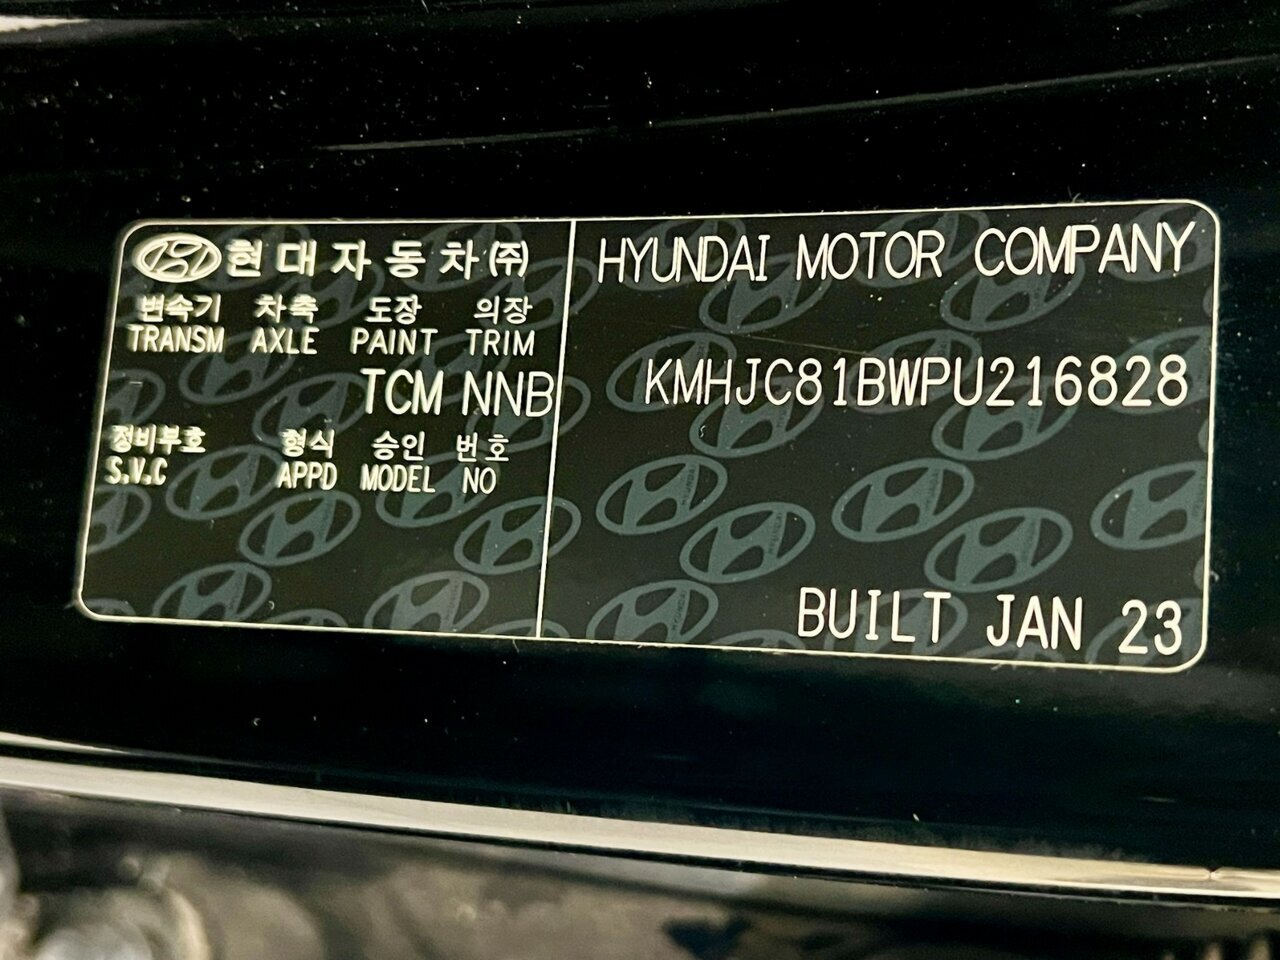 현대자동차(주)
변속기 차축 도장 의장
TRANSM AXLE PAINT TRIM
TCM NNB
정비부호 형식 승인 번호
S.V.C APPD MODEL NO
HYUNDAI MOTOR COMPANY
KMHJC81BWPU216828
BUILT JAN 23